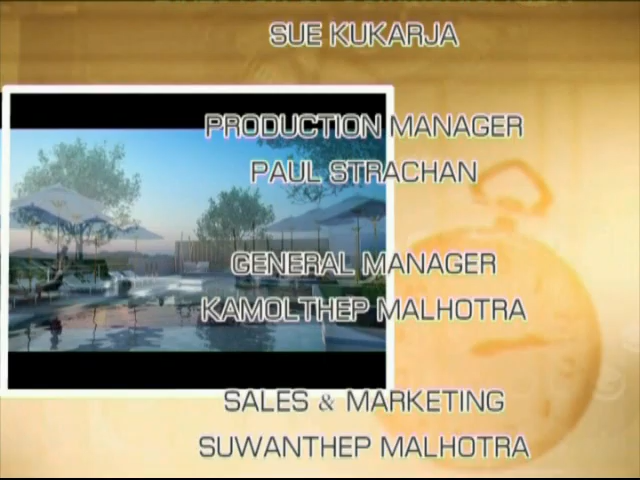 SUE KUKARJA
PRODUCTION MANAGER
PAUL STRACHAN
GENERAL MANAGER
KAMOLTHEP MALHOTRA
SALES & MARKETING
SUWANTHEP MALHOTRA